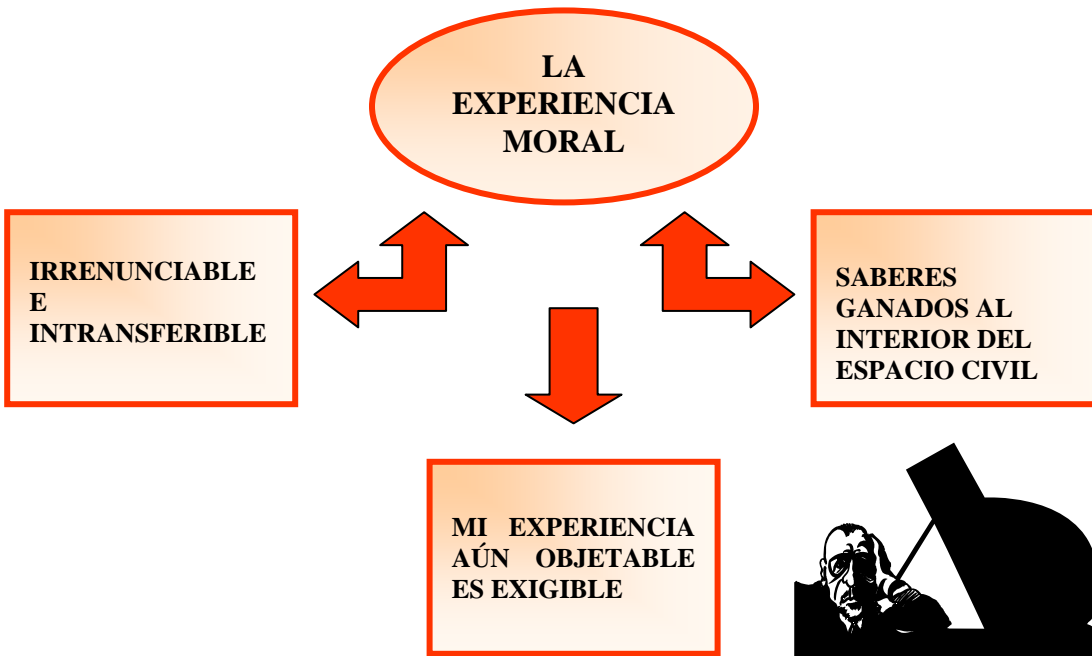 LA
EXPERIENCIA
MORAL
IRRENUNCIABLE
E
INTRANSFERIBLE
SABERES
GANADOS AL
INTERIOR DEL
ESPACIO CIVIL
MI EXPERIENCIA
AÚN OBJETABLE
ES EXIGIBLE